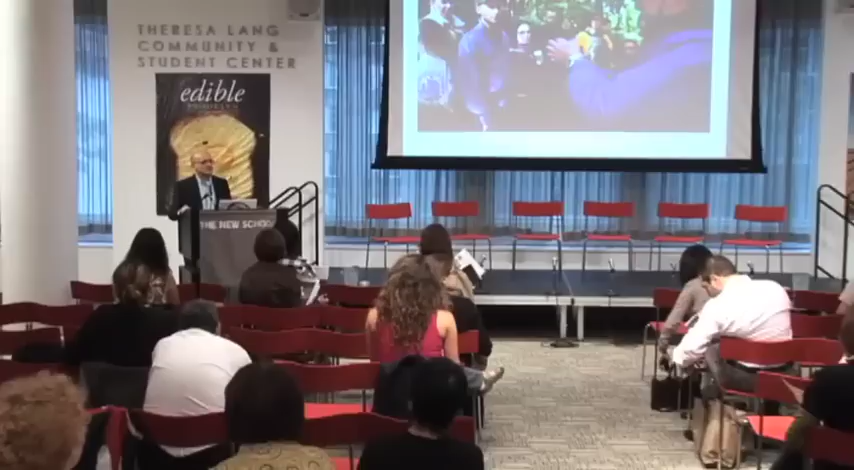 THERESA LANG
COMMUNITY &
STUDENT CENTER
edible
THE NEW SCHOOL